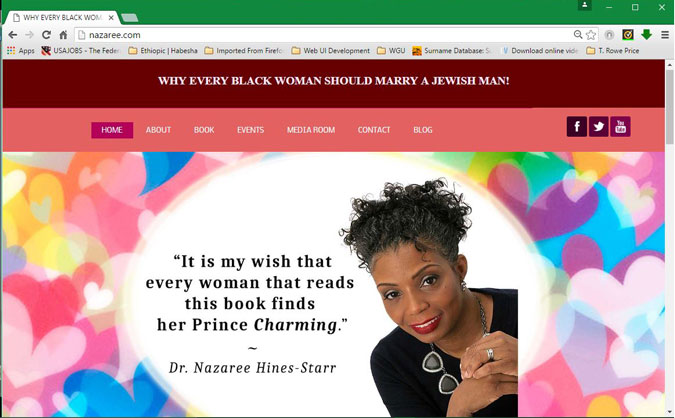 WHY EVERY BLACK WOM
nazaree.com
Apps USAJOBS - The Feder Ethiopic | Habesha Imported From Firefo Web UI Development WGU Surname Database: S Download online vide T. Rowe Price
WHY EVERY BLACK WOMAN SHOULD MARRY A JEWISH MAN!
HOME ABOUT BOOK EVENTS MEDIA ROOM CONTACT BLOG
f You Tube
“It is my wish that
every woman that reads
this book finds
her Prince Charming.”
~
Dr. Nazaree Hines-Starr